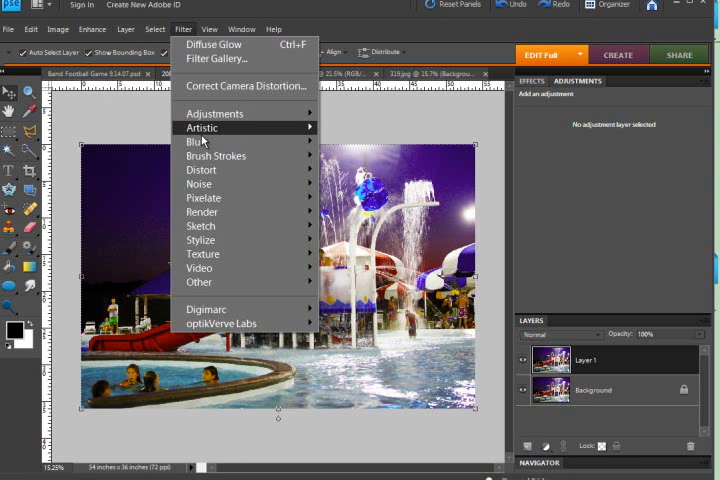 pse Sign In Create New Adobe ID Reset Panels Undo Redo Organizer
File Edit Image Enhance Layer Select Filter View Window Help
Auto Select Layer Show Bounding Box Align Distribute EDIT Full CREATE SHARE
Band Football Game 9.14.07.psd × @ 21.5% (RGB/... × 319.jpg @ 15.7% (Backgrou... ×
Diffuse Glow Ctrl+F
Filter Gallery...
Correct Camera Distortion...
Adjustments
Artistic
Blu
Brush Strokes
Distort
Noise
Pixelate
Render
Sketch
Stylize
Texture
Video
Other
Digimarc
optikVerve Labs
EFFECTS ADJUSTMENTS
Add an adjustment
No adjustment layer selected
LAYERS
Normal Opacity: 100%
Layer 1
Background
NAVIGATOR
15.25% 54 inches x 36 inches (72 ppi)